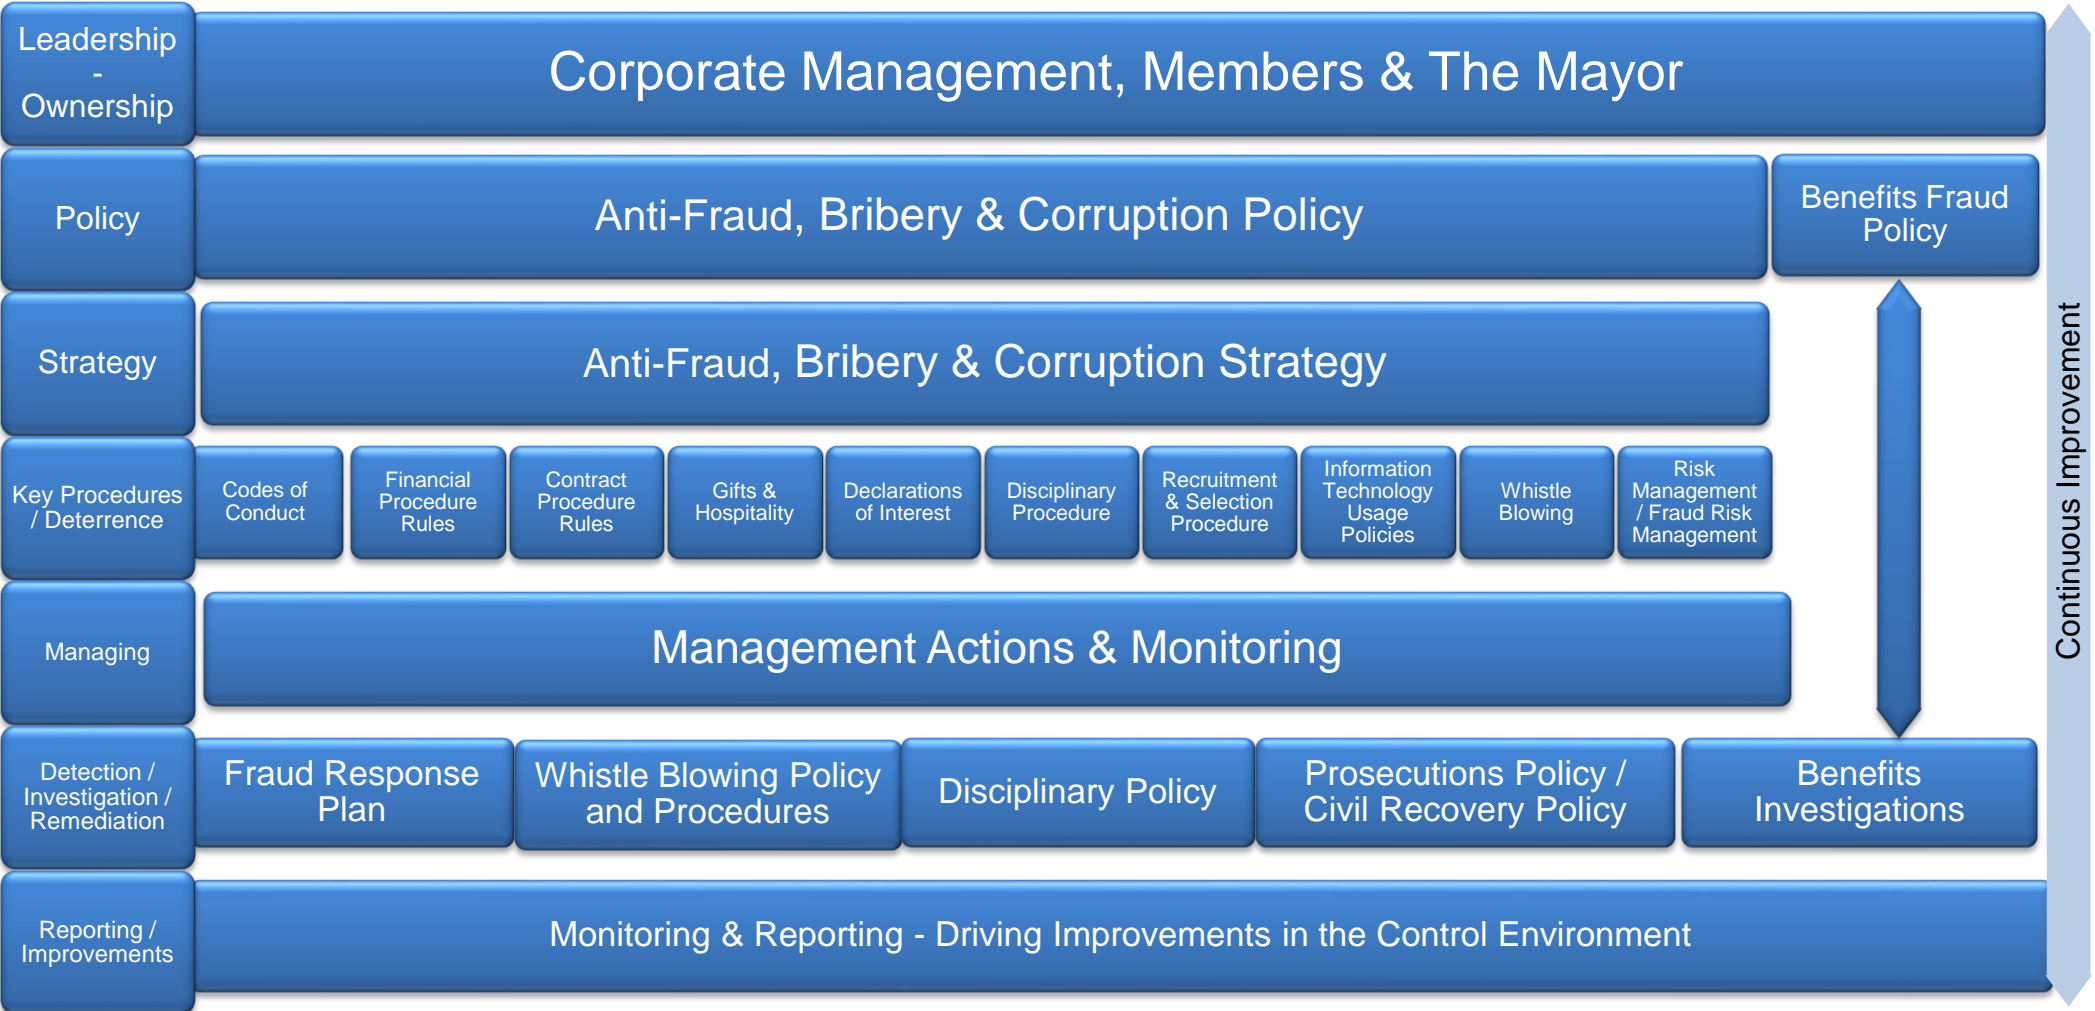 Leadership
-
Ownership
Corporate Management, Members & The Mayor
Policy
Anti-Fraud, Bribery & Corruption Policy
Benefits Fraud
Policy
Strategy
Anti-Fraud, Bribery & Corruption Strategy
Key Procedures
/ Deterrence
Codes of
Conduct
Financial
Procedure
Rules
Contract
Procedure
Rules
Gifts &
Hospitality
Declarations
of Interest
Disciplinary
Procedure
Recruitment
& Selection
Procedure
Information
Technology
Usage
Policies
Whistle
Blowing
Risk
Management
/ Fraud Risk
Management
Managing
Management Actions & Monitoring
Detection /
Investigation /
Remediation
Fraud Response
Plan
Whistle Blowing Policy
and Procedures
Disciplinary Policy
Prosecutions Policy /
Civil Recovery Policy
Benefits
Investigations
Reporting /
Improvements
Monitoring & Reporting - Driving Improvements in the Control Environment
Continuous Improvement